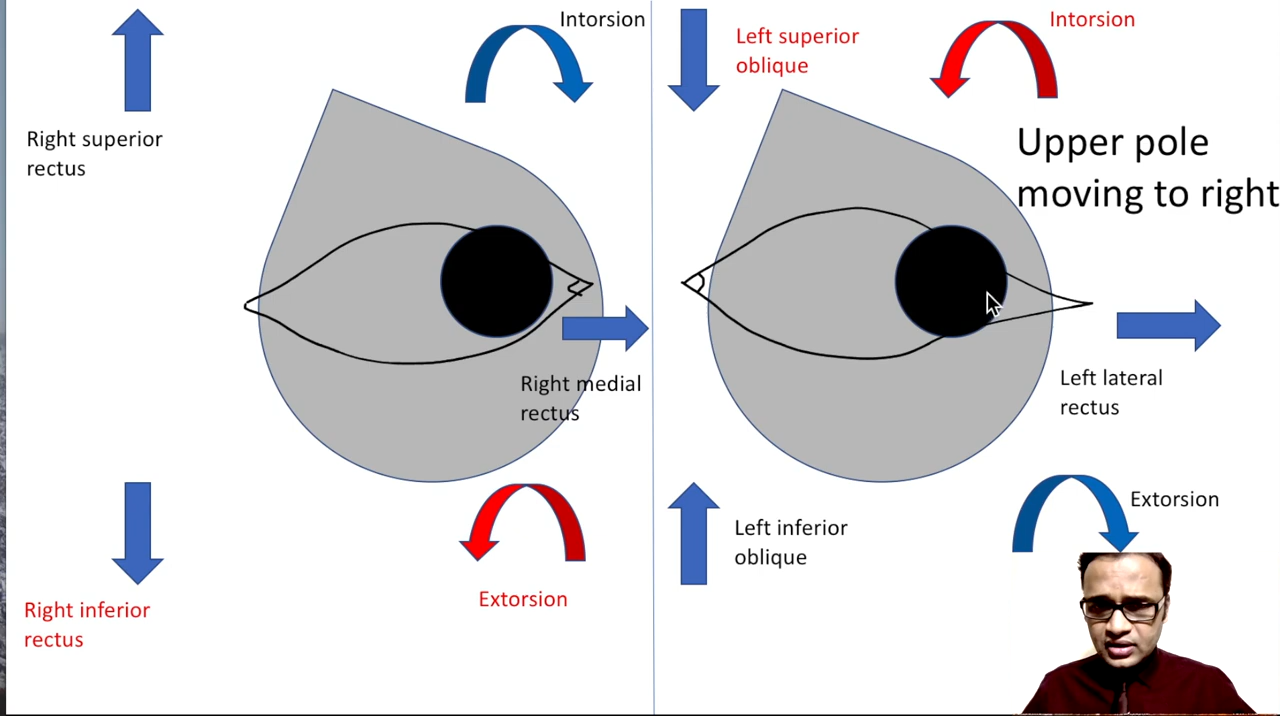 Intorsion
Right superior
rectus
Right medial
rectus
Extorsion
Right inferior
rectus
Left superior
oblique
Intorsion
Upper pole
moving to right
Left lateral
rectus
Left inferior
oblique
Extorsion